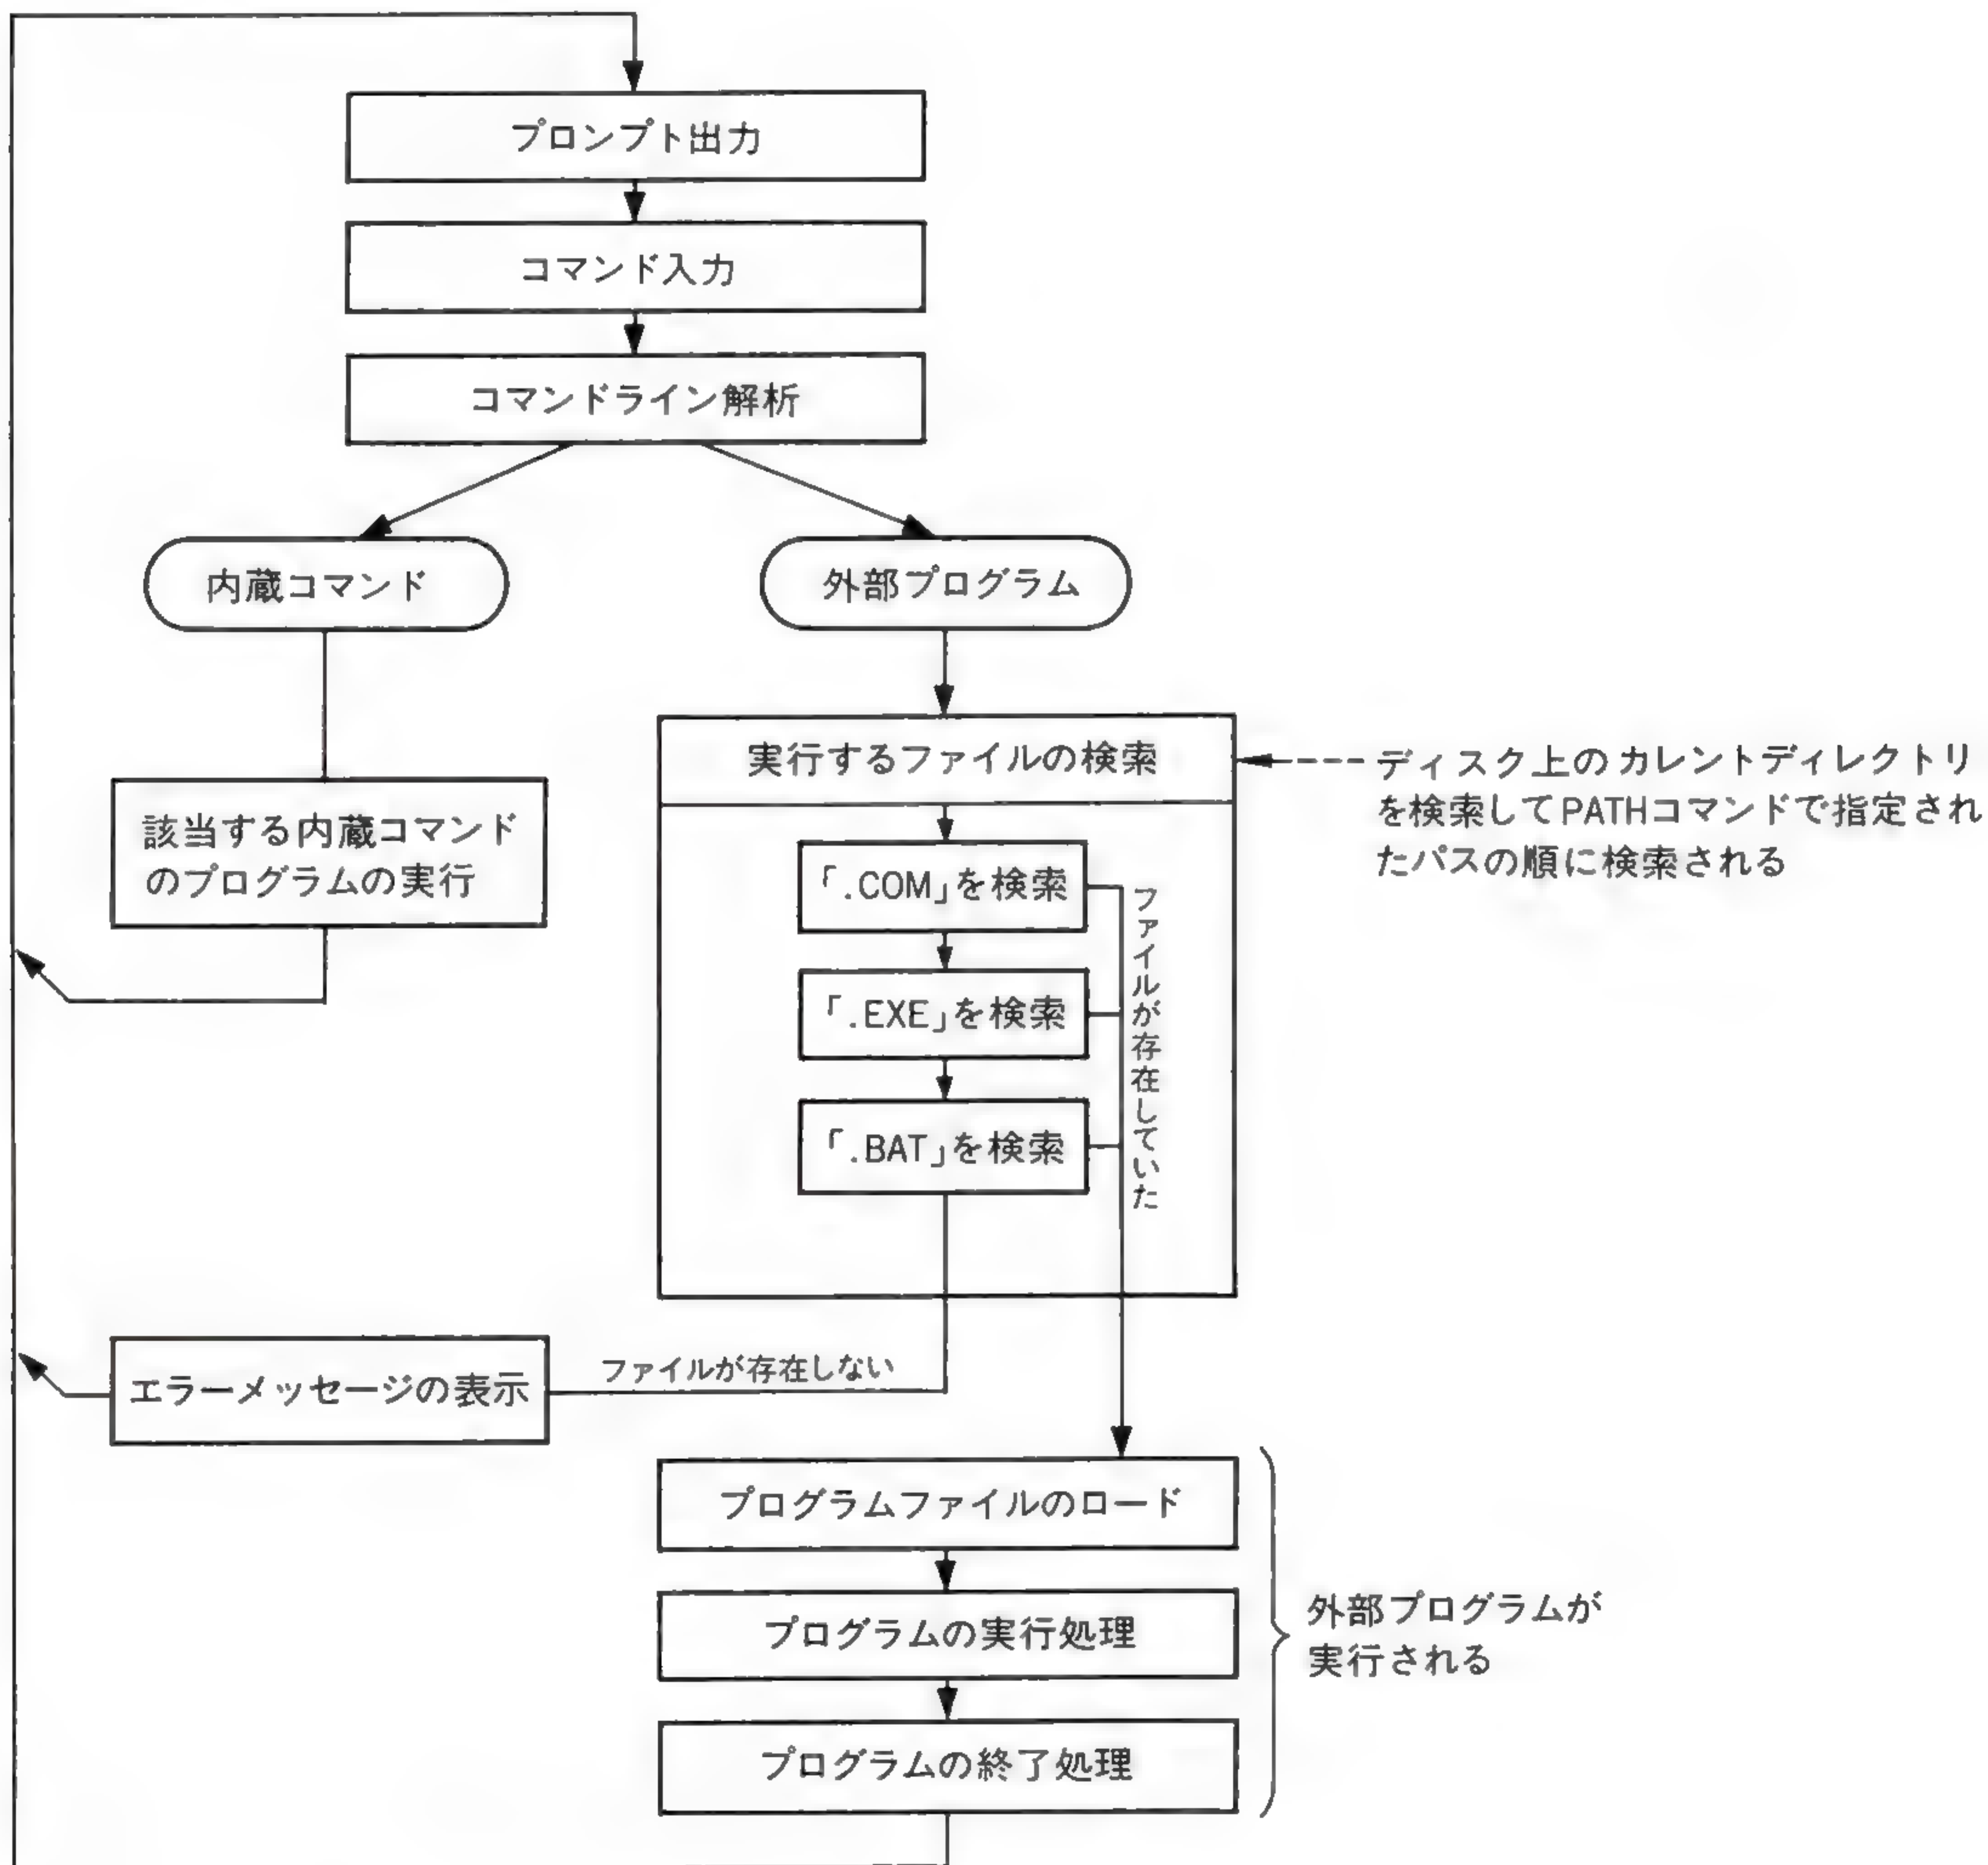 プロンプト出力
コマンド入力
コマンドライン解析
内蔵コマンド
外部プログラム
該当する内蔵コマンド
のプログラムの実行
実行するファイルの検索
ディスク上のカレントディレクトリ
を検索してPATHコマンドで指定され
たパスの順に検索される
「.COM」を検索
「.EXE」を検索
「.BAT」を検索
ファイルが存在していた
ファイルが存在しない
エラーメッセージの表示
プログラムファイルのロード
プログラムの実行処理
プログラムの終了処理
外部プログラムが
実行される